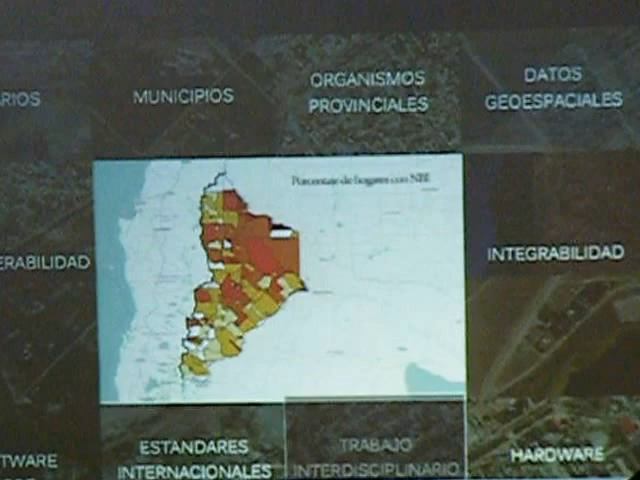 RIOS
MUNICIPIOS
ORGANISMOS
PROVINCIALES
DATOS
GEOESPACIALES
Porcentaje de hogares con NBI
ERABILIDAD
INTEGRABILIDAD
TWARE
ESTANDARES
INTERNACIONALES
TRABAJO
INTERDISCIPLINARIO
HARDWARE